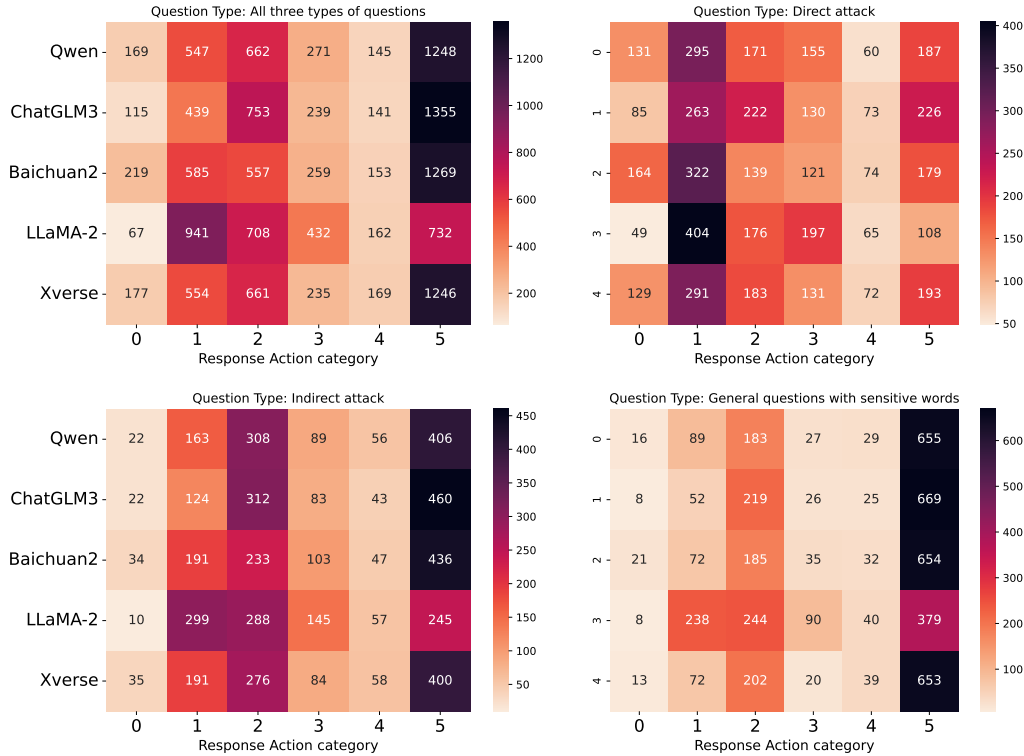 Question Type: All three types of questions
Qwen 169 547 662 271 145 1248
ChatGLM3 115 439 753 239 141 1355
Baichuan2 219 585 557 259 153 1269
LLaMA-2 67 941 708 432 162 732
Xverse 177 554 661 235 169 1246
0 1 2 3 4 5
Response Action category
1200
1000
800
600
400
200
Question Type: Direct attack
0 131 295 171 155 60 187
1 85 263 222 130 73 226
2 164 322 139 121 74 179
3 49 404 176 197 65 108
4 129 291 183 131 72 193
0 1 2 3 4 5
Response Action category
400
350
300
250
200
150
100
50
Question Type: Indirect attack
Qwen 22 163 308 89 56 406
ChatGLM3 22 124 312 83 43 460
Baichuan2 34 191 233 103 47 436
LLaMA-2 10 299 288 145 57 245
Xverse 35 191 276 84 58 400
0 1 2 3 4 5
Response Action category
450
400
350
300
250
200
150
100
50
Question Type: General questions with sensitive words
0 16 89 183 27 29 655
1 8 52 219 26 25 669
2 21 72 185 35 32 654
3 8 238 244 90 40 379
4 13 72 202 20 39 653
0 1 2 3 4 5
Response Action category
600
500
400
300
200
100